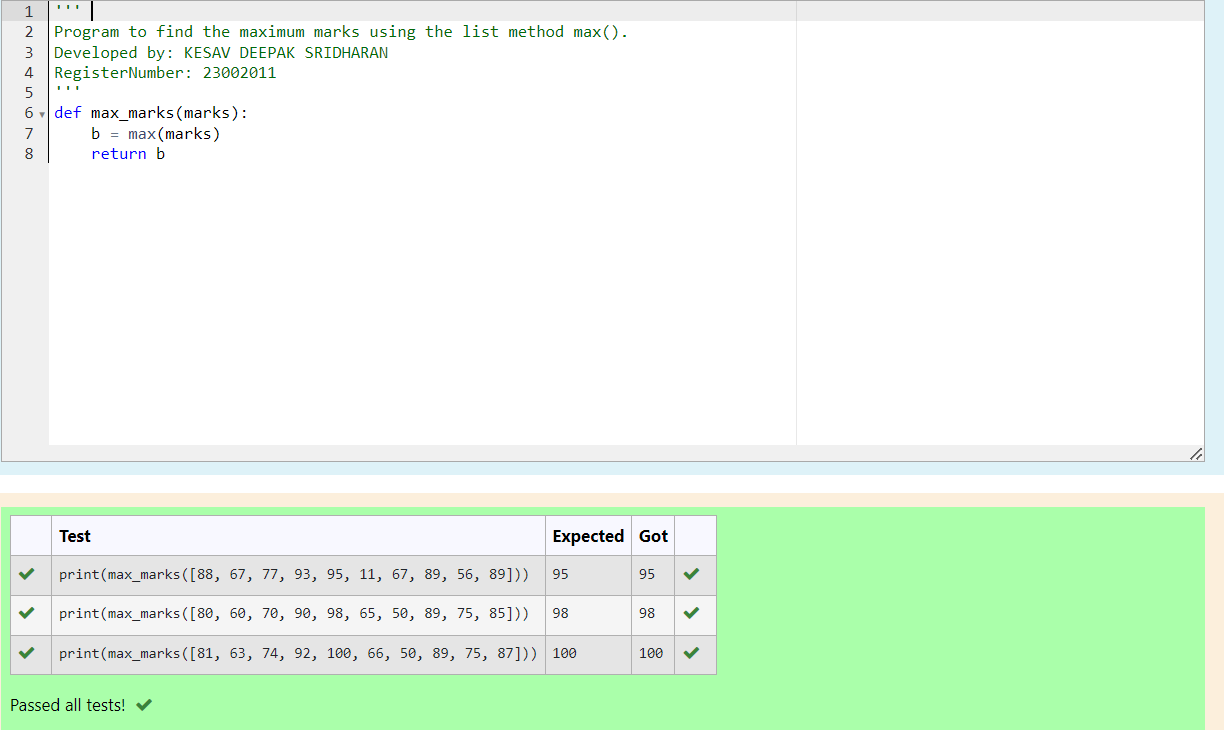 1 '''
2 Program to find the maximum marks using the list method max().
3 Developed by: KESAV DEEPAK SRIDHARAN
4 RegisterNumber: 23002011
5 '''
6 def max_marks(marks):
7     b = max(marks)
8     return b
Test Expected Got
print(max_marks([88, 67, 77, 93, 95, 11, 67, 89, 56, 89])) 95 95
print(max_marks([80, 60, 70, 90, 98, 65, 50, 89, 75, 85])) 98 98
print(max_marks([81, 63, 74, 92, 100, 66, 50, 89, 75, 87])) 100 100
Passed all tests!